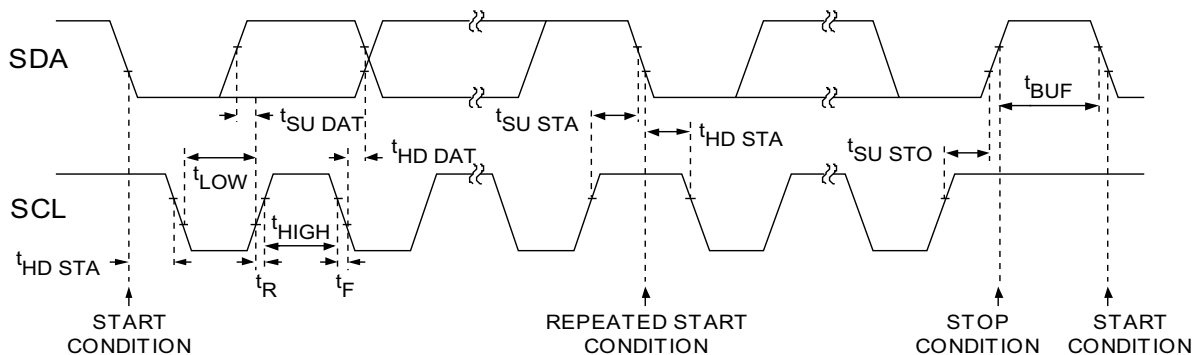 SDA
tBUF
tSU DAT
tSU STA
tHD STA
tHD DAT
tSU STO
tLOW
SCL
tHIGH
tHD STA
tR
tF
START
CONDITION
REPEATED START
CONDITION
STOP
CONDITION
START
CONDITION